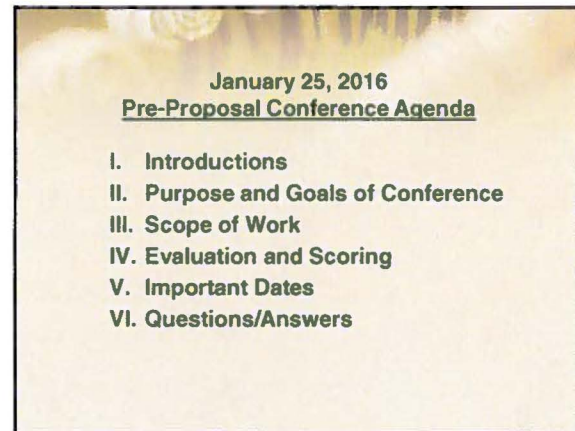 January 25, 2016
Pre-Proposal Conference Agenda
I. Introductions
II. Purpose and Goals of Conference
III. Scope of Work
IV. Evaluation and Scoring
V. Important Dates
VI. Questions/Answers